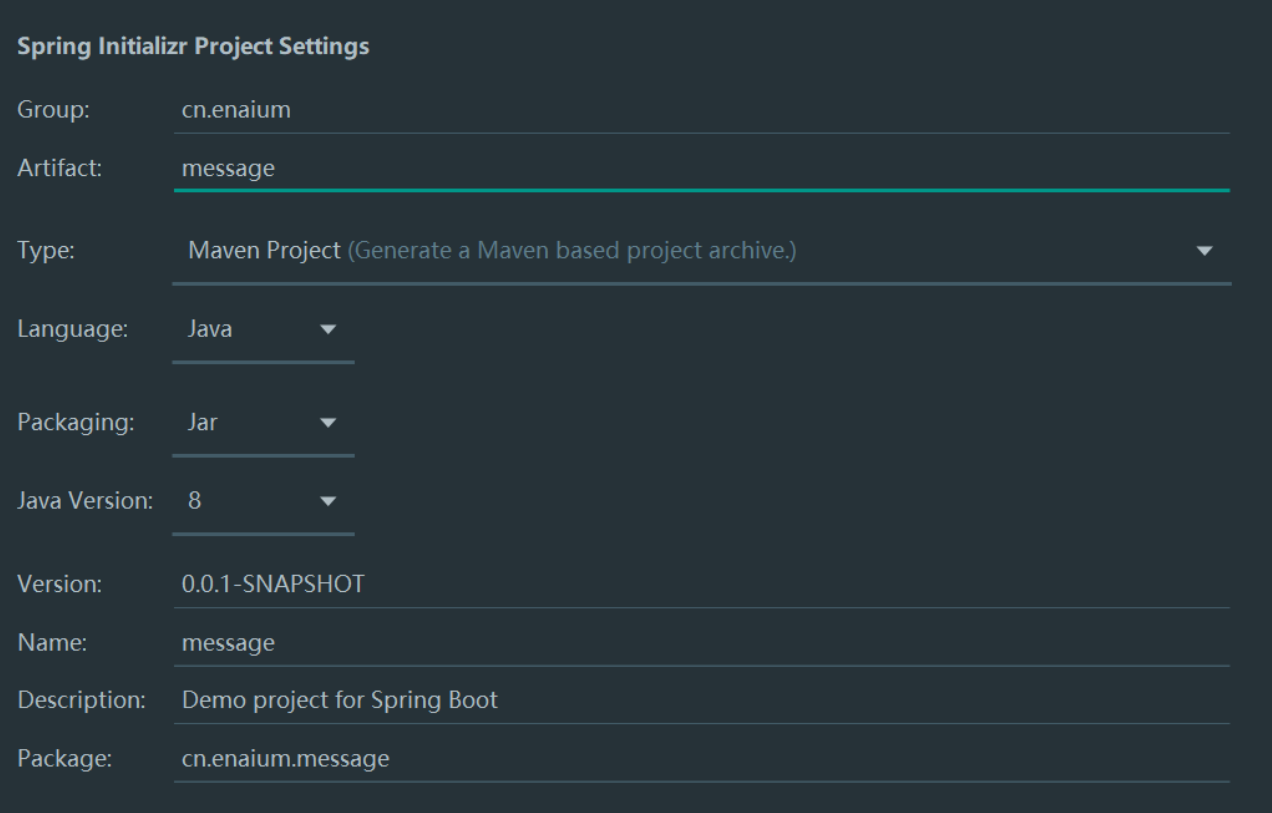 Spring Initializr Project Settings
Group: cn.enaium
Artifact: message
Type: Maven Project (Generate a Maven based project archive.)
Language: Java
Packaging: Jar
Java Version: 8
Version: 0.0.1-SNAPSHOT
Name: message
Description: Demo project for Spring Boot
Package: cn.enaium.message